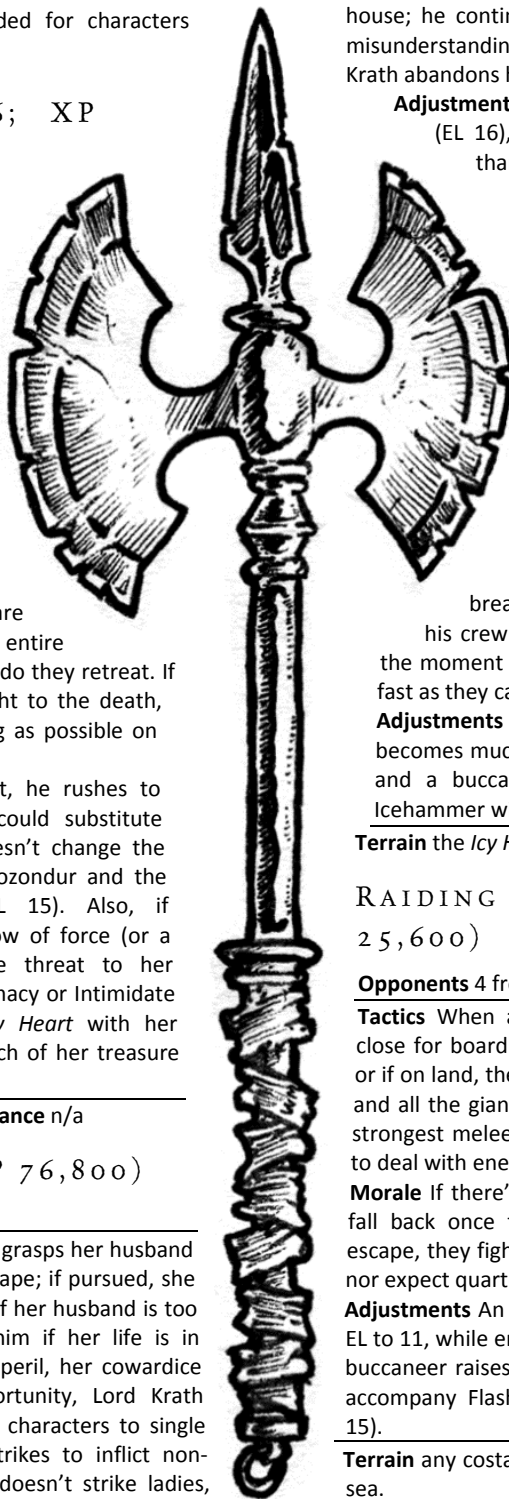 ded for characters
XP
are
entire
do they retreat. If
ght to the death,
g as possible on
t, he rushes to
could substitute
esn’t change the
ozondur and the
L 15). Also, if
ow of force (or a
e threat to her
macy or Intimidate
y Heart with her
ch of her treasure
ance n/a
P 76,800)
grasps her husband
ape; if pursued, she
f her husband is too
him if her life is in
peril, her cowardice
ortunity, Lord Krath
characters to single
trikes to inflict non-
doesn’t strike ladies,
house; he contin
misunderstandin
Krath abandons h
Adjustment
(EL 16),
tha
brea
his crew
the moment
fast as they ca
Adjustments
becomes muc
and a bucca
Icehammer w
Terrain the Icy H
RAIDING
25,600)
Opponents 4 fr
Tactics When a
close for board
or if on land, the
and all the gian
strongest melee
to deal with ene
Morale If there’
fall back once t
escape, they figh
nor expect quart
Adjustments An
EL to 11, while er
buccaneer raises
accompany Flash
15).
Terrain any costa
sea.